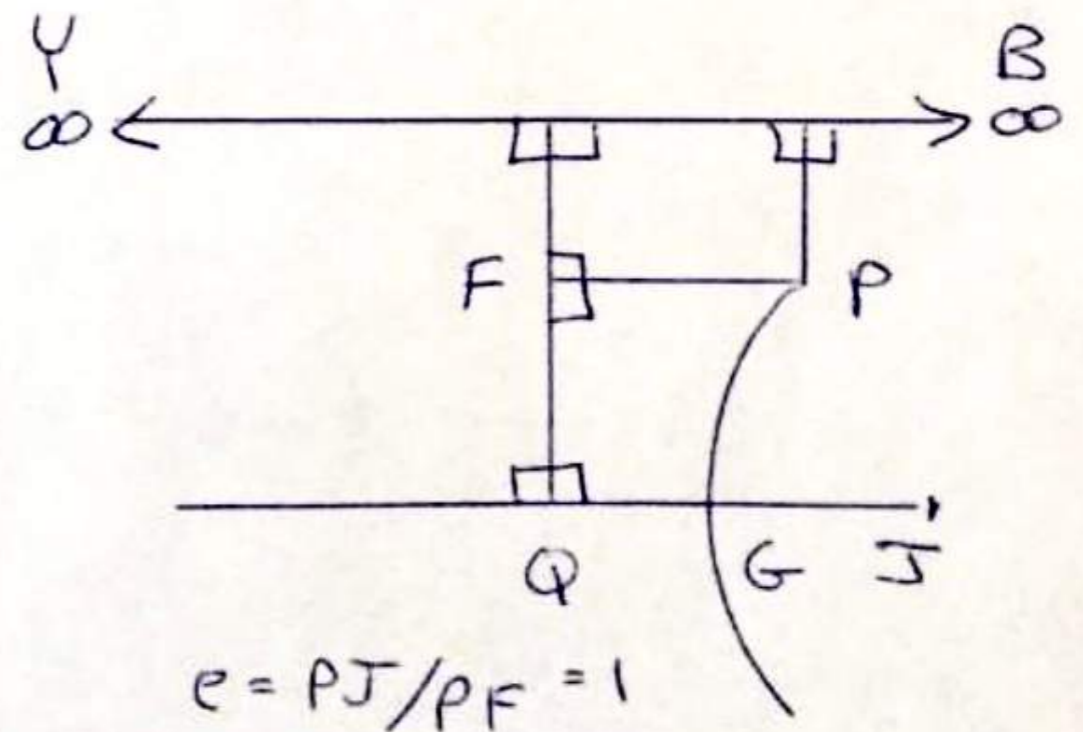 Y B
∞ ∞
F P
Q G J
e = PJ/PF = 1